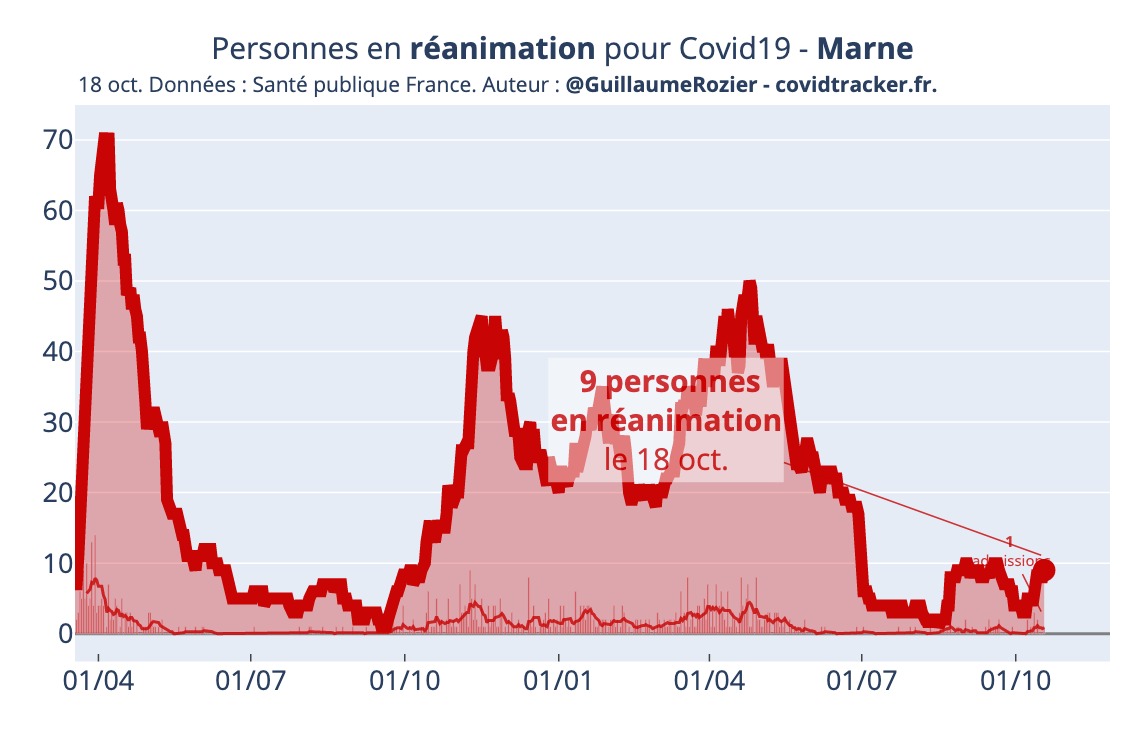 Personnes en réanimation pour Covid19 - Marne
18 oct. Données : Santé publique France. Auteur : @GuillaumeRozier - covidtracker.fr.
70
60
50
40
30
20
10
0
9 personnes
en réanimation
le 18 oct.
1
admissions
01/04
01/07
01/10
01/01
01/04
01/07
01/10